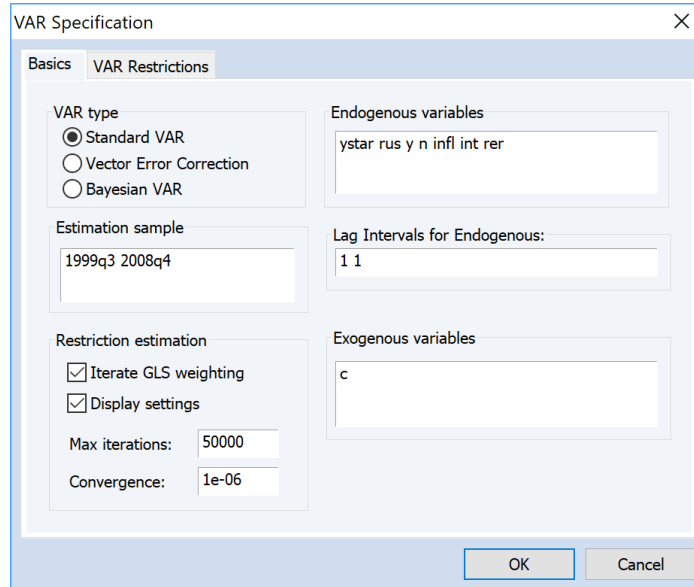 VAR Specification
Basics
VAR Restrictions
VAR type
Standard VAR
Vector Error Correction
Bayesian VAR
Endogenous variables
ystar rus y n infl int rer
Estimation sample
1999q3 2008q4
Lag Intervals for Endogenous:
1 1
Restriction estimation
Iterate GLS weighting
Display settings
Max iterations:
50000
Convergence:
1e-06
Exogenous variables
c
OK
Cancel